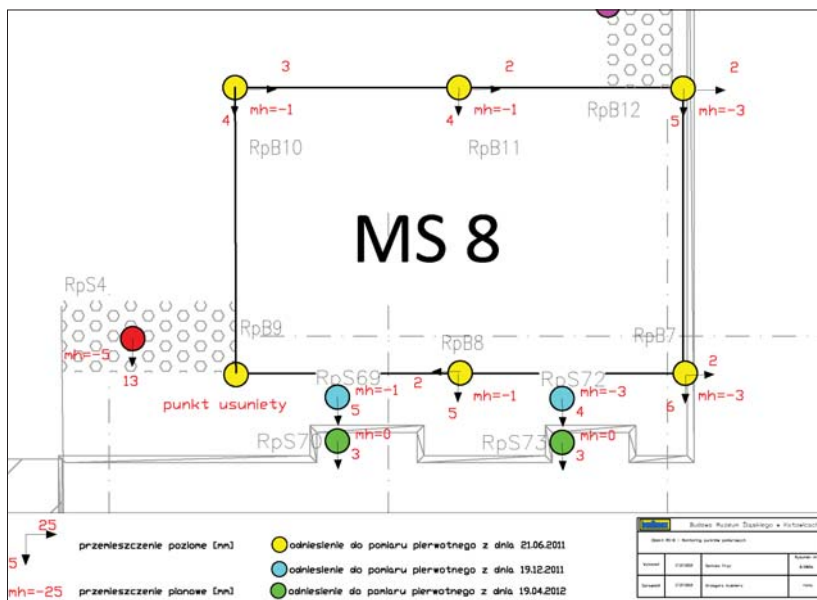 3
2
2
4
mh=-1
4
mh=-1
RpB12
5
mh=-3
RpB10
RpB11
MS 8
RpS4
RpB9
RpB8
RpB7
mh=-5
13
punkt usuniety
RpS69
mh=-1
2
5
mh=-1
RpS72
mh=-3
2
6
mh=-3
5
4
RpS70
mh=0
3
RpS73
mh=0
3
25
5
mh=-25
przemieszczenie poziome [mm]
przemieszczenie pionowe [mm]
odniesienie do pomiaru pierwotnego z dnia 21.06.2011
odniesienie do pomiaru pierwotnego z dnia 19.12.2011
odniesienie do pomiaru pierwotnego z dnia 19.04.2012
Budowa Muzeum Śląskiego w Katowicach